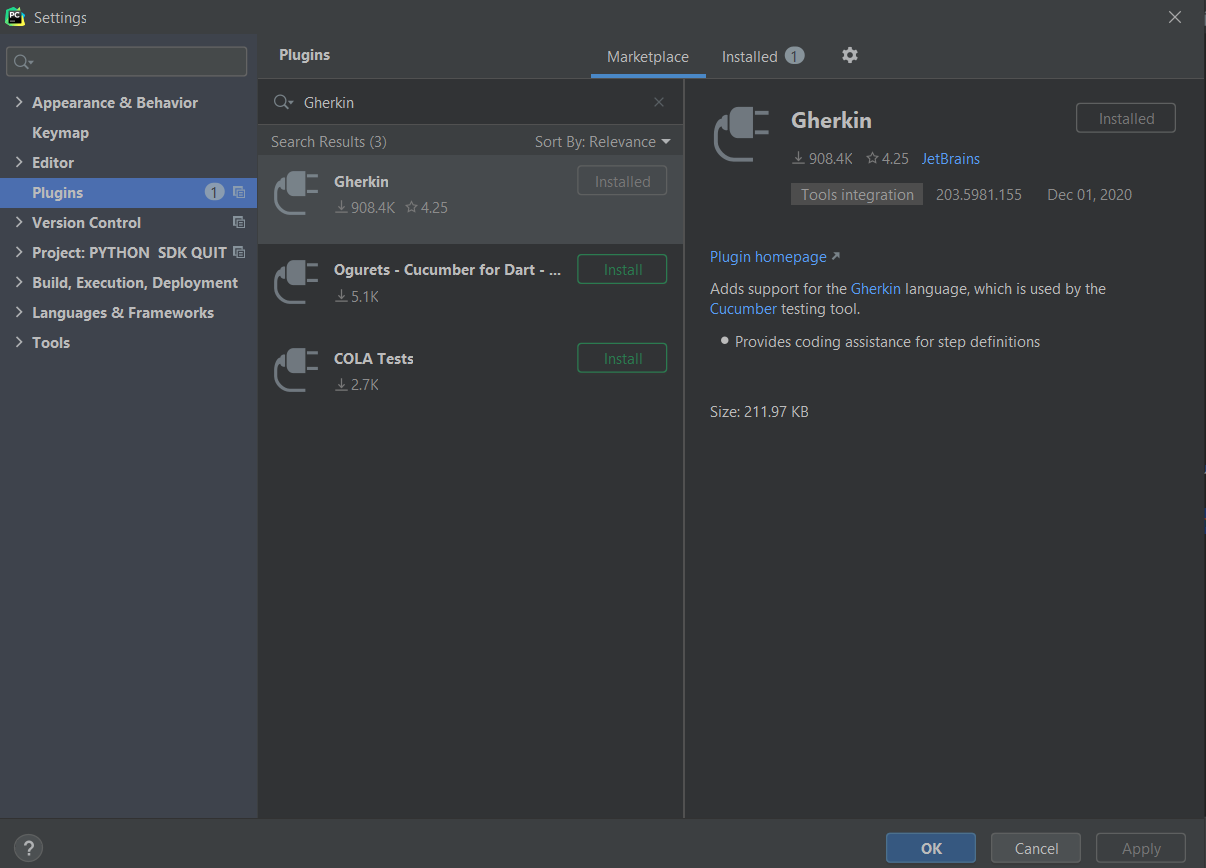 PC
Settings
Plugins
Marketplace
Installed 1
Appearance & Behavior
Keymap
Editor
Plugins 1
Version Control
Project: PYTHON SDK QUIT
Build, Execution, Deployment
Languages & Frameworks
Tools
Gherkin
Search Results (3)
Sort By: Relevance
Gherkin
Installed
908.4K 4.25
Ogurets - Cucumber for Dart - ...
Install
5.1K
COLA Tests
Install
2.7K
Gherkin
Installed
908.4K 4.25 JetBrains
Tools integration 203.5981.155 Dec 01, 2020
Plugin homepage
Adds support for the Gherkin language, which is used by the
Cucumber testing tool.
Provides coding assistance for step definitions
Size: 211.97 KB
?
OK
Cancel
Apply